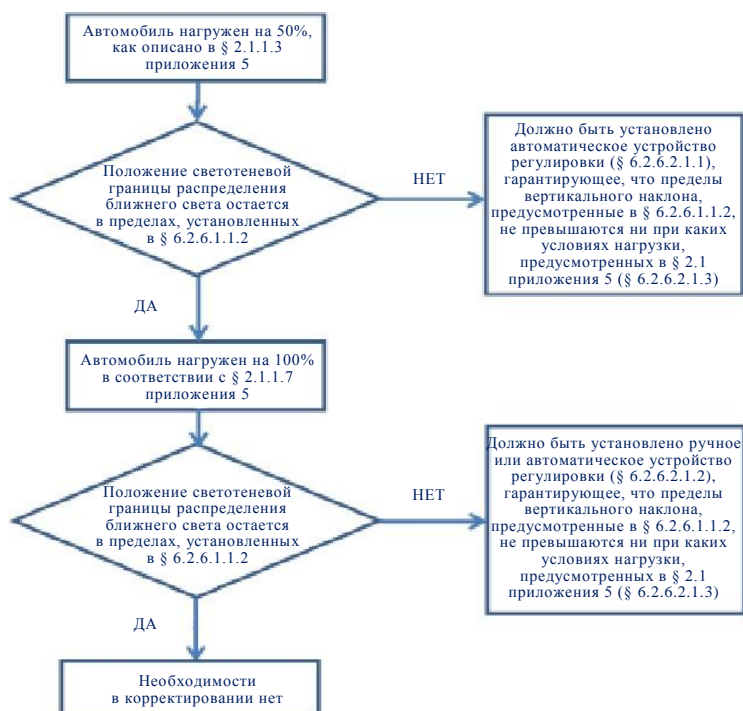 Автомобиль нагружен на 50%,
как описано в § 2.1.1.3
приложения 5
Положение светотеневой
границы распределения
ближнего света остается
в пределах, установленных
в § 6.2.6.1.1.2
НЕТ
Должно быть установлено
автоматическое устройство
регулировки (§ 6.2.6.2.1.1),
гарантирующее, что пределы
вертикального наклона,
предусмотренные в § 6.2.6.1.1.2,
не превышаются ни при каких
условиях нагрузки,
предусмотренных в § 2.1
приложения 5 (§ 6.2.6.2.1.3)
ДА
Автомобиль нагружен на 100%
в соответствии с § 2.1.1.7
приложения 5
Положение светотеневой
границы распределения
ближнего света остается
в пределах, установленных
в § 6.2.6.1.1.2
НЕТ
Должно быть установлено ручное
или автоматическое устройство
регулировки (§ 6.2.6.2.1.2),
гарантирующее, что пределы
вертикального наклона,
предусмотренные в § 6.2.6.1.1.2,
не превышаются ни при каких
условиях нагрузки,
предусмотренных в § 2.1
приложения 5 (§ 6.2.6.2.1.3)
ДА
Необходимости
в корректировании нет